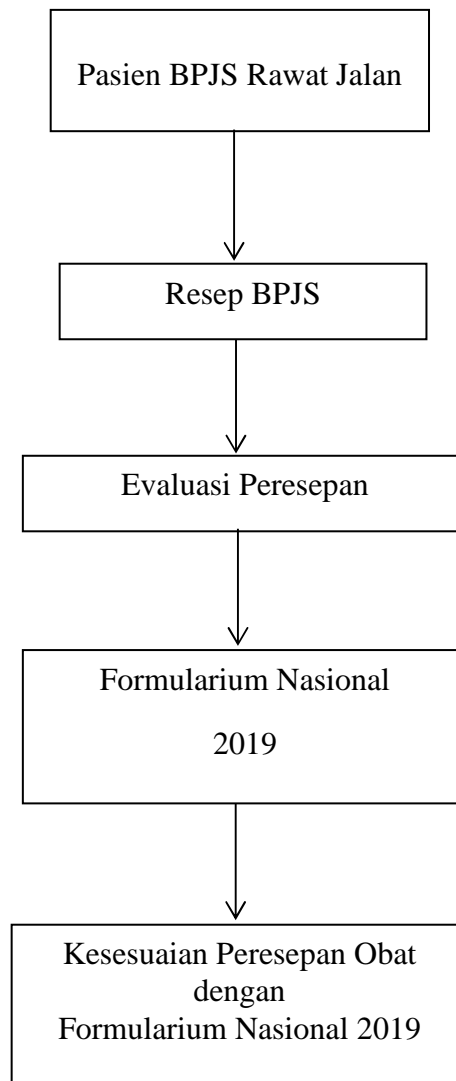 Pasien BPJS Rawat Jalan
Resep BPJS
Evaluasi Peresepan
Formularium Nasional
2019
Kesesuaian Peresepan Obat
dengan
Formularium Nasional 2019